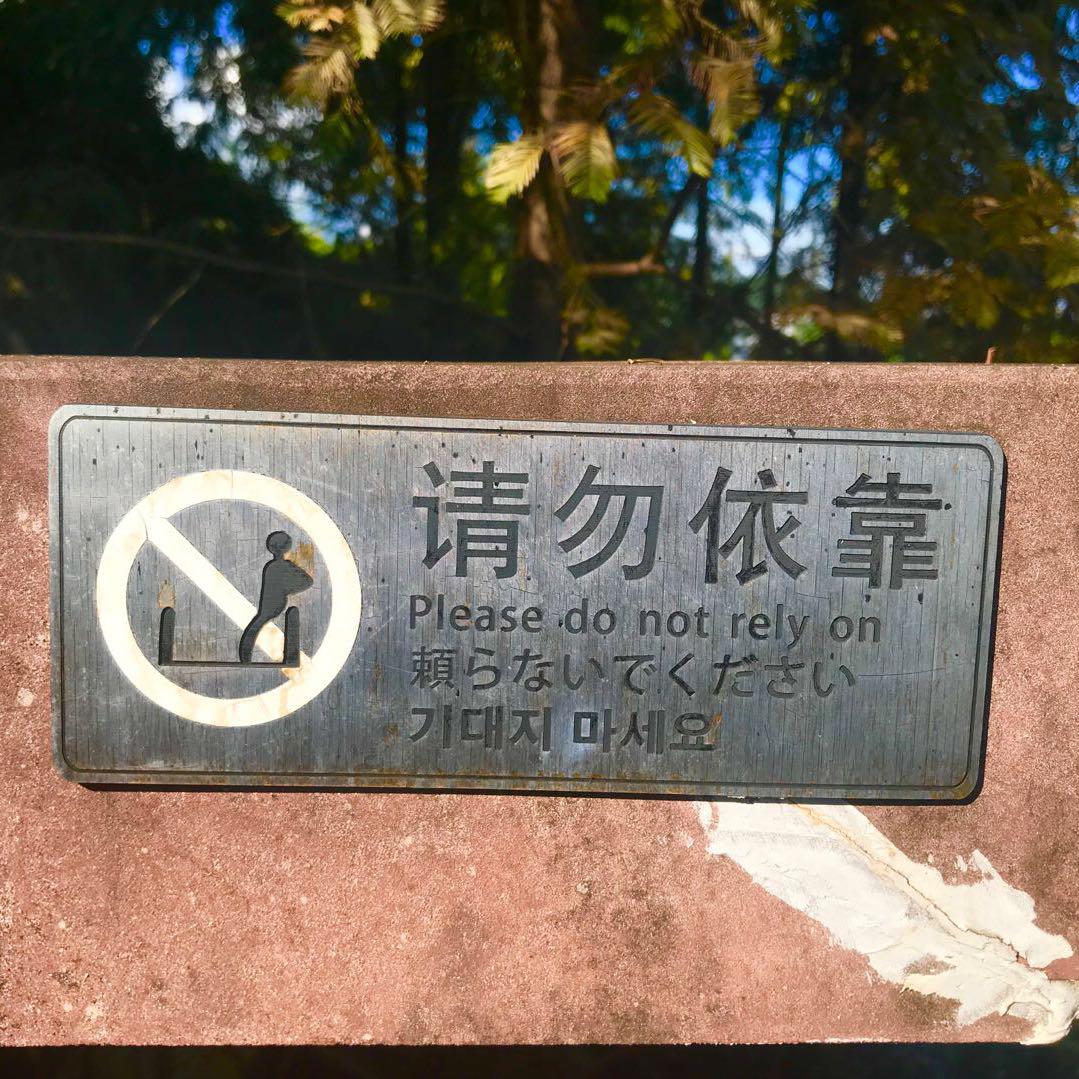 请勿依靠
Please do not rely on
頼らないでください
기대지 마세요